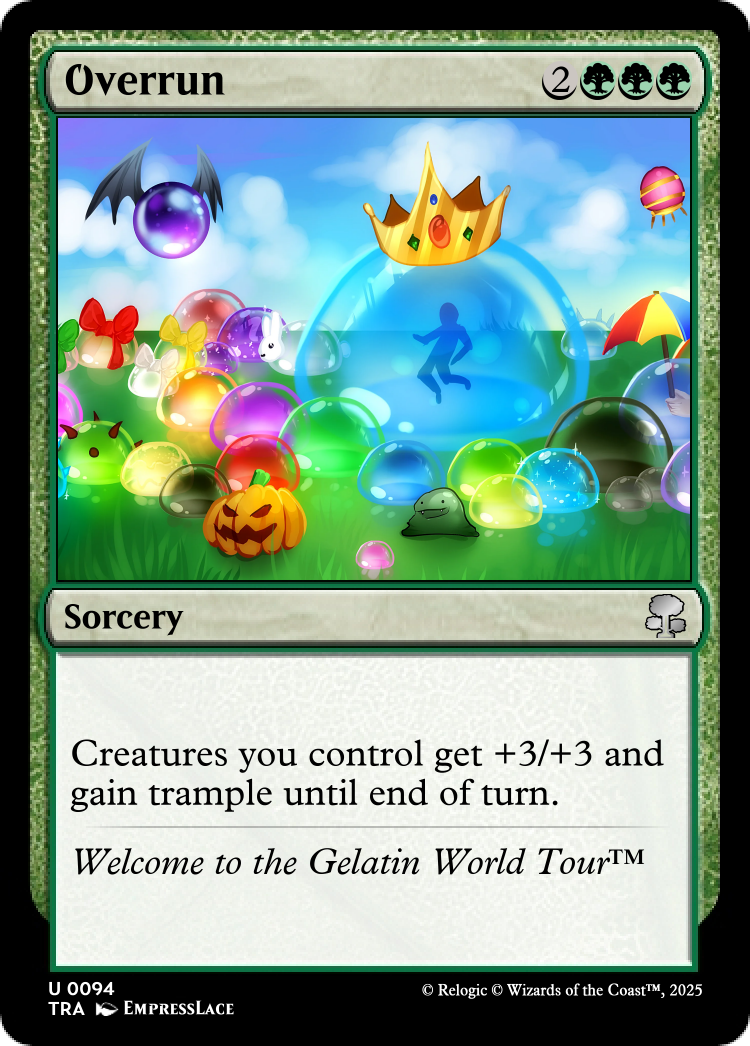 Overrun 2
Sorcery
Creatures you control get +3/+3 and
gain trample until end of turn.
Welcome to the Gelatin World Tour™
U 0094
TRA EmpressLace
© Relogic © Wizards of the Coast™, 2025